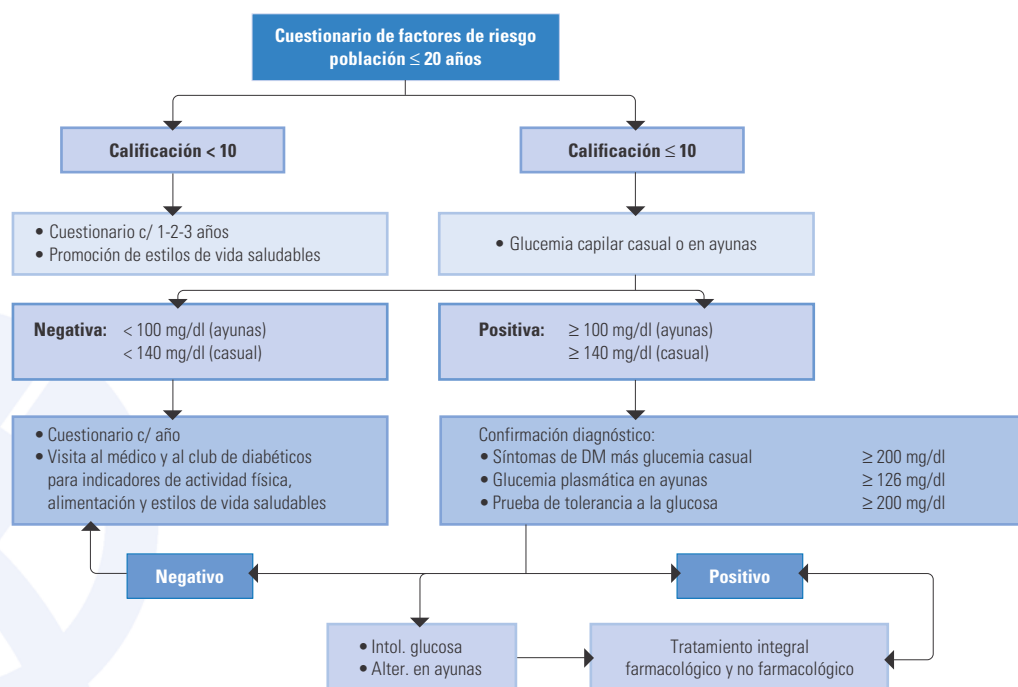 Cuestionario de factores de riesgo
población ≤ 20 años
Calificación < 10
Calificación ≤ 10
• Cuestionario c/ 1-2-3 años
• Promoción de estilos de vida saludables
• Glucemia capilar casual o en ayunas
Negativa: < 100 mg/dl (ayunas)
< 140 mg/dl (casual)
Positiva: ≥ 100 mg/dl (ayunas)
≥ 140 mg/dl (casual)
• Cuestionario c/ año
• Visita al médico y al club de diabéticos
para indicadores de actividad física,
alimentación y estilos de vida saludables
Confirmación diagnóstico:
• Síntomas de DM más glucemia casual ≥ 200 mg/dl
• Glucemia plasmática en ayunas ≥ 126 mg/dl
• Prueba de tolerancia a la glucosa ≥ 200 mg/dl
Negativo
Positivo
• Intol. glucosa
• Alter. en ayunas
Tratamiento integral
farmacológico y no farmacológico